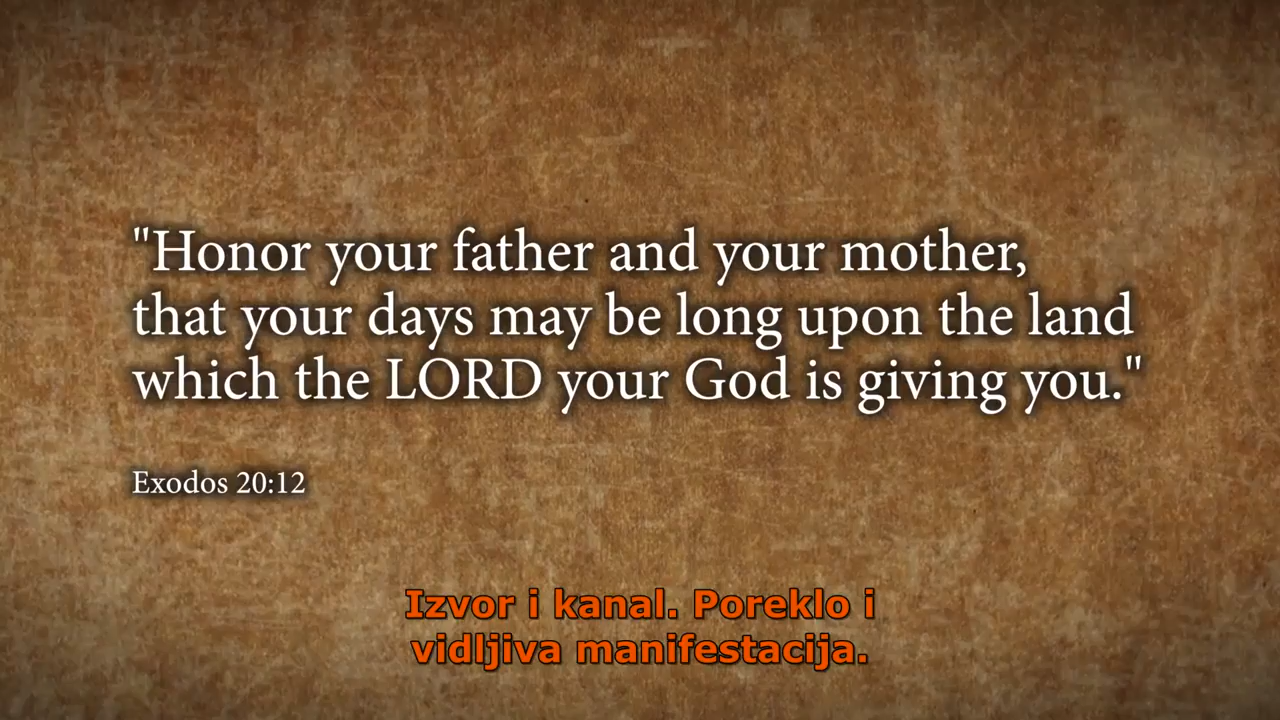 "Honor your father and your mother,
that your days may be long upon the land
which the LORD your God is giving you."
Exodos 20:12
Izvor i kanal. Poreklo i
vidljiva manifestacija.